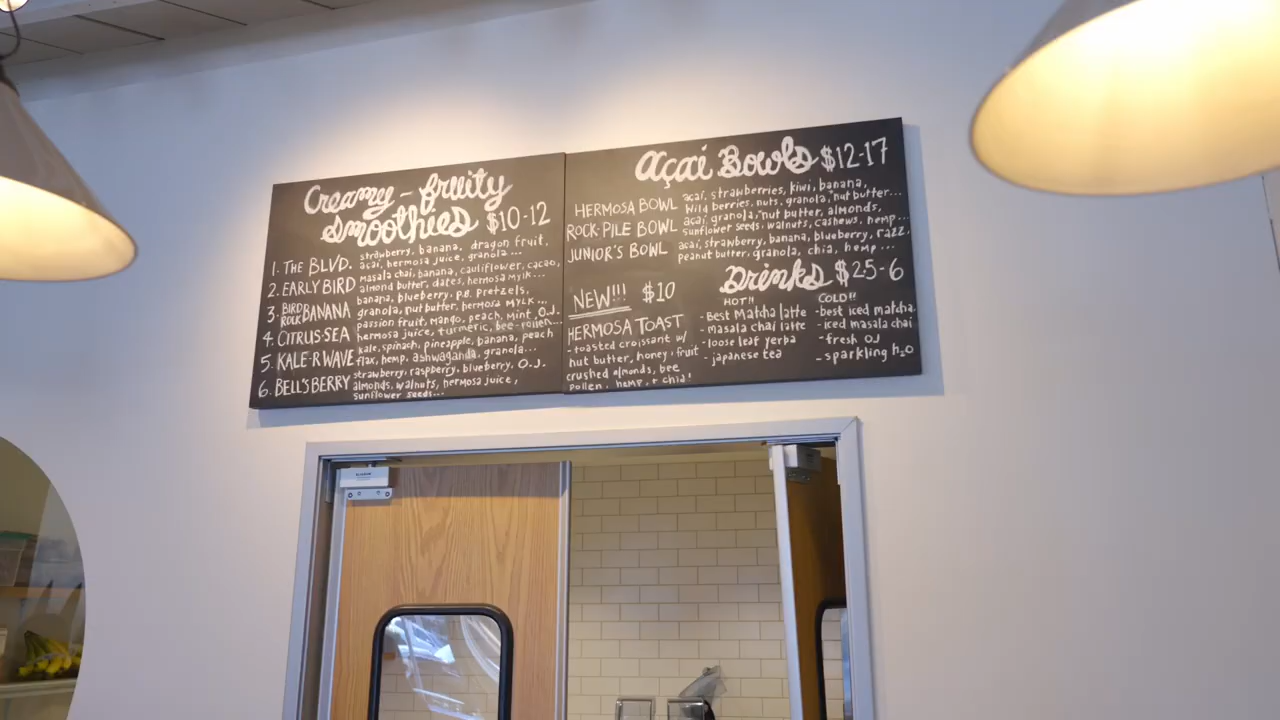 Creamy - fruity
smoothies $10-12
1. THE BLVD. strawberry, banana, dragon fruit,
açaí, hermosa juice, granola...
2. EARLY BIRD masala chai, banana, cauliflower, cacao,
almond butter, dates, hermosa mylk...
3. BIRD ROCK BANANA banana, blueberry, p.b. pretzels,
granola, nut butter, hermosa MYLK...
4. CITRUS-SEA passion fruit, mango, peach, mint, O.J.
hermosa juice, turmeric, bee-pollen...
5. KALE-R WAVE kale, spinach, pineapple, banana, peach
flax, hemp, ashwaganda, granola...
6. BELL'S BERRY strawberry, raspberry, blueberry, O.J.
almonds, walnuts, hermosa juice,
sunflower seeds...
Açaí Bowls $12-17
HERMOSA BOWL açaí, strawberries, kiwi, banana,
Wild berries, nuts, granola, nut butter...
ROCK-PILE BOWL açaí granola, nut butter, almonds,
sunflower seeds, walnuts, cashews, hemp...
JUNIOR'S BOWL açaí, strawberry, banana, blueberry, razz.
peanut butter, granola, chia, hemp...
NEW!!! $10
HERMOSA TOAST
- toasted croissant w/
nut butter, honey, fruit
crushed almonds, bee
pollen, hemp, + chia!
Drinks $2.5-6
HOT!!
- Best Matcha latte
- masala chai latte
- loose leaf yerba
- japanese tea
COLD!!
- best iced matcha
- iced masala chai
- fresh OJ
- sparkling h2o